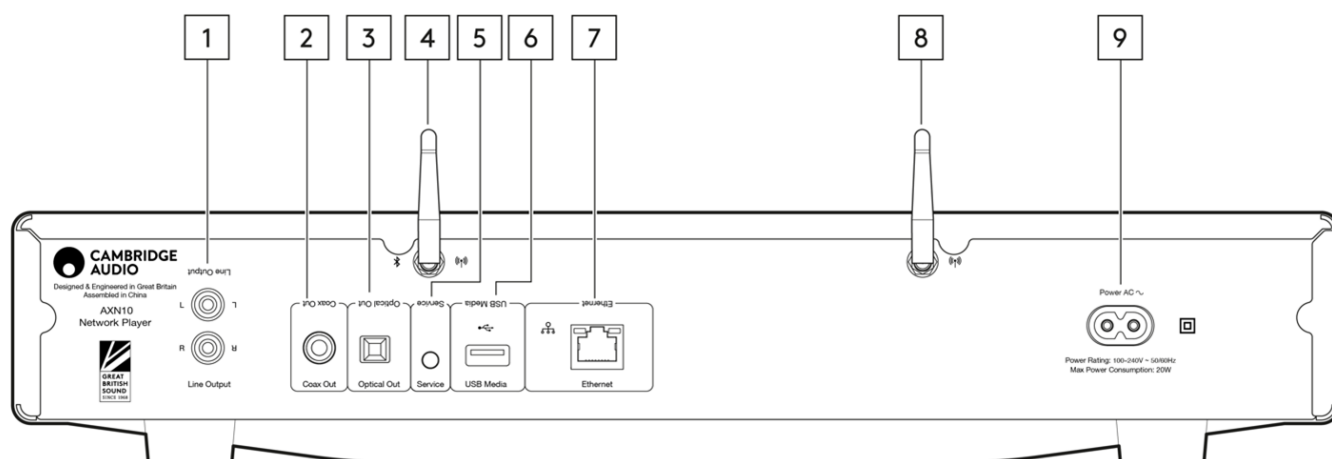 1
2
3
4
5
6
7
8
9
CAMBRIDGE
AUDIO
Designed & Engineered in Great Britain
Assembled in China
AXN10
Network Player
GREAT
BRITISH
SOUND
SINCE 1968
Line Output
L
L
R
R
Line Output
Coax Out
Coax Out
Optical Out
Optical Out
Service
Service
USB Media
USB Media
Ethernet
Ethernet
Power AC ~
Power Rating: 100-240V ~ 50/60Hz
Max Power Consumption: 20W